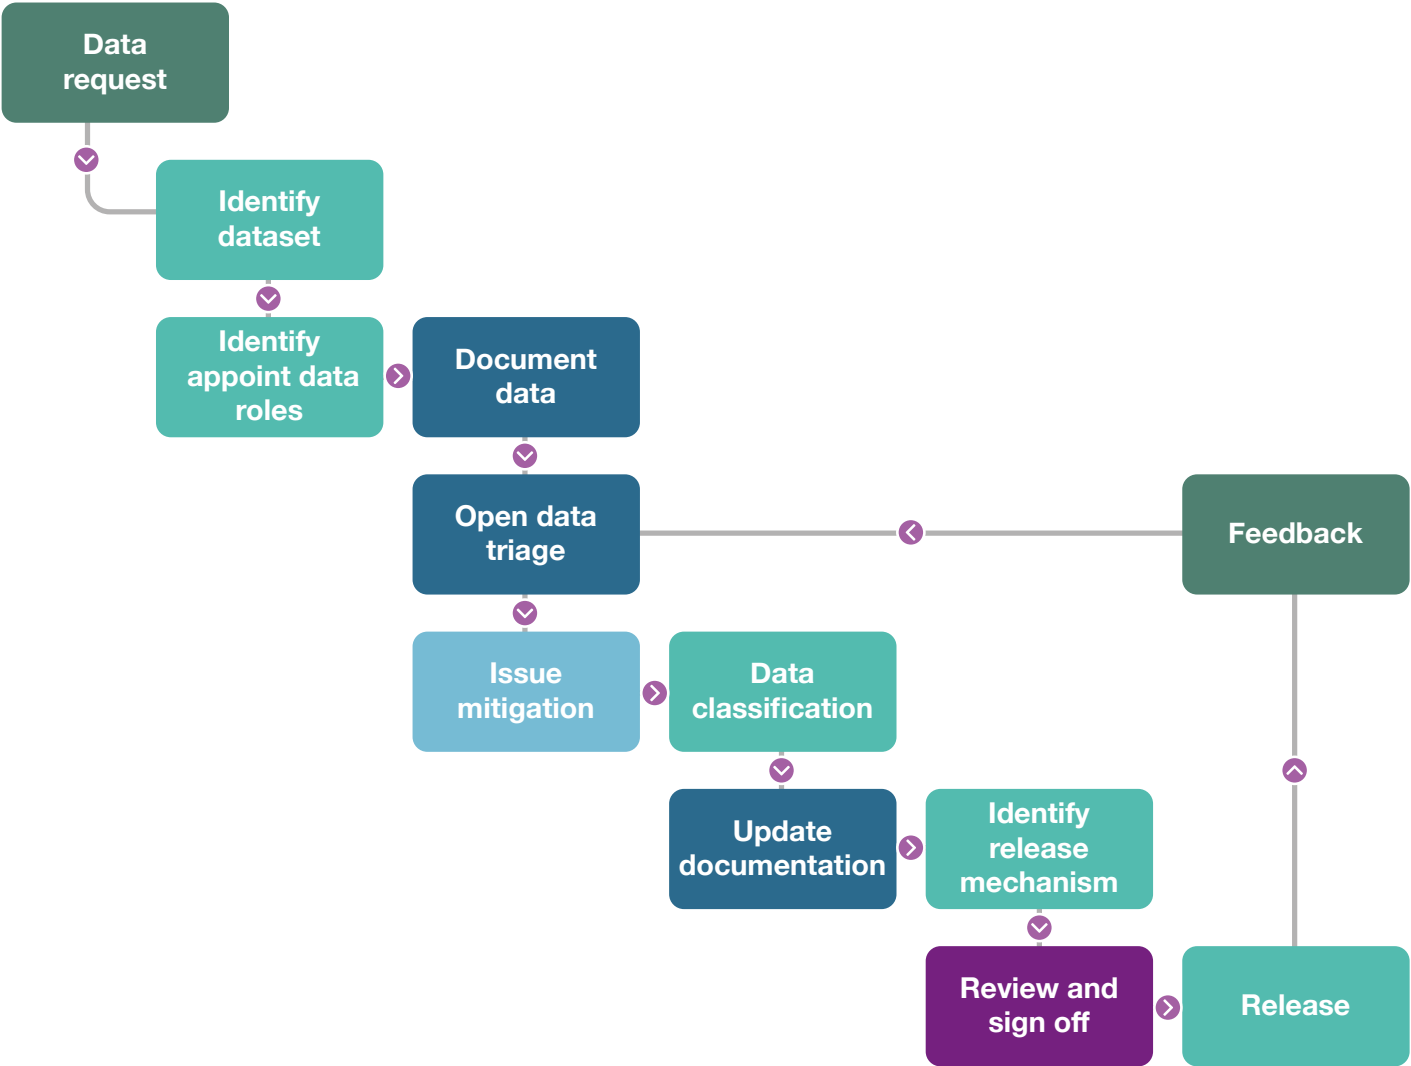 Data
request
Identify
dataset
Identify
appoint data
roles
Document
data
Open data
triage
Feedback
Issue
mitigation
Data
classification
Update
documentation
Identify
release
mechanism
Review and
sign off
Release